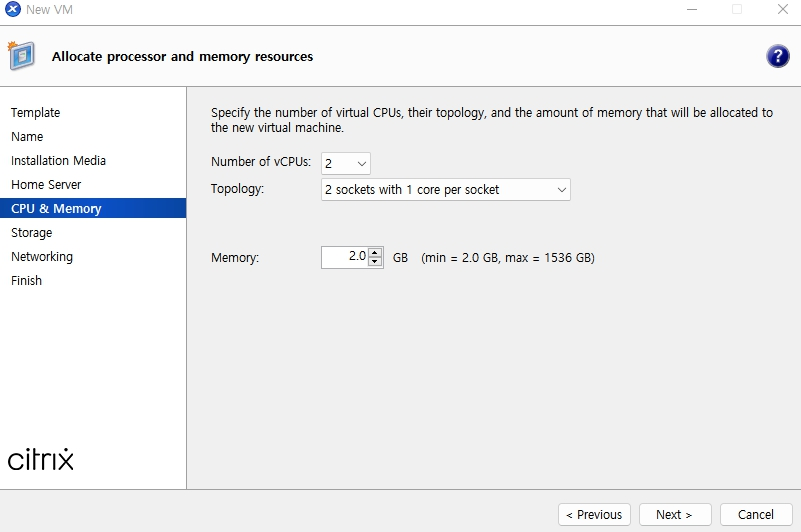 New VM
Allocate processor and memory resources
?
Template
Name
Installation Media
Home Server
CPU & Memory
Storage
Networking
Finish
citrix
Specify the number of virtual CPUs, their topology, and the amount of memory that will be allocated to
the new virtual machine.
Number of vCPUs: 2
Topology: 2 sockets with 1 core per socket
Memory: 2.0 GB (min = 2.0 GB, max = 1536 GB)
< Previous Next > Cancel